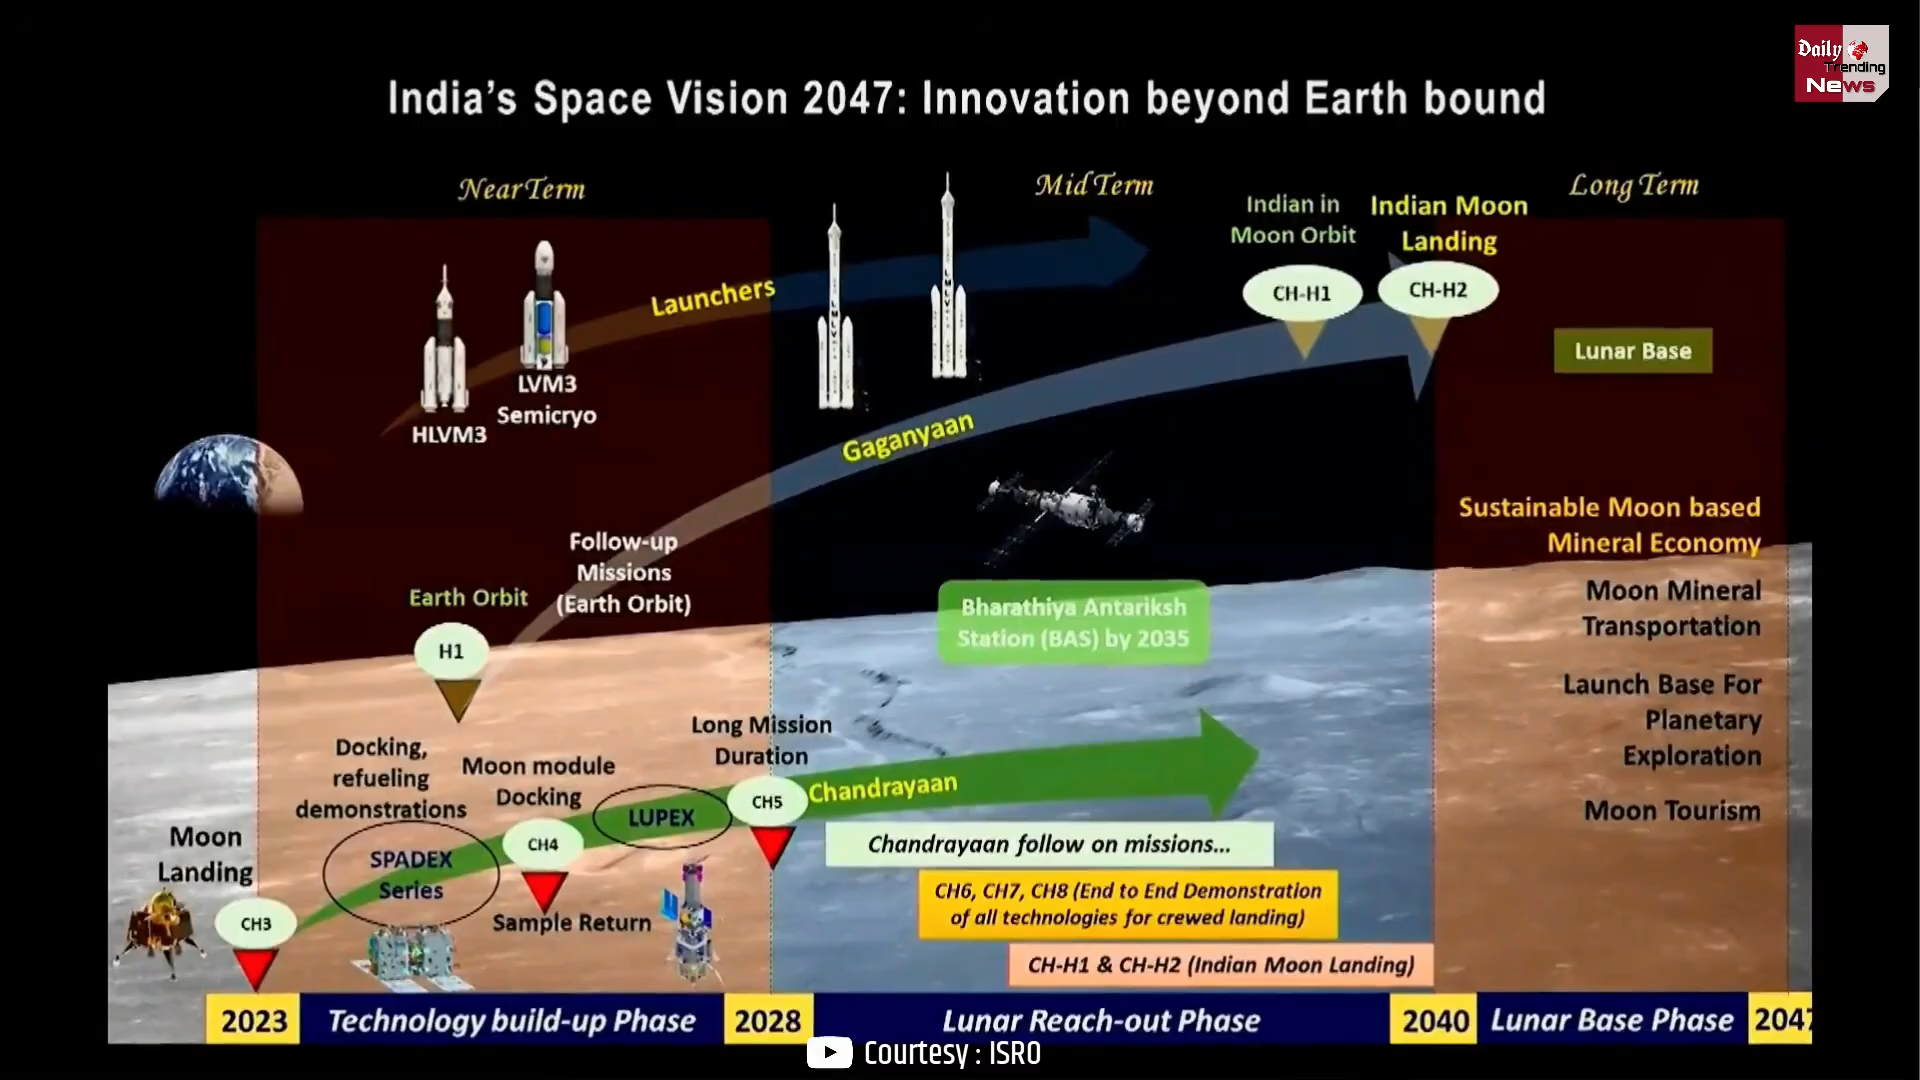 Daily
Trending
News
India's Space Vision 2047: Innovation beyond Earth bound
Near Term
Mid Term
Long Term
Indian in
Moon Orbit
Indian Moon
Landing
CH-H1
CH-H2
Launchers
LVM3
Semicryo
HLVM3
Lunar Base
Gaganyaan
Sustainable Moon based
Mineral Economy
Follow-up
Missions
(Earth Orbit)
Earth Orbit
H1
Bharathiya Antariksh
Station (BAS) by 2035
Moon Mineral
Transportation
Launch Base For
Planetary
Exploration
Moon Tourism
Long Mission
Duration
Docking,
refueling
demonstrations
Moon module
Docking
CH5
Chandrayaan
LUPEX
Moon
Landing
SPADEX
Series
CH4
CH3
Sample Return
Chandrayaan follow on missions...
CH6, CH7, CH8 (End to End Demonstration
of all technologies for crewed landing)
CH-H1 & CH-H2 (Indian Moon Landing)
2023
Technology build-up Phase
2028
Lunar Reach-out Phase
2040
Lunar Base Phase
2047
Courtesy : ISRO